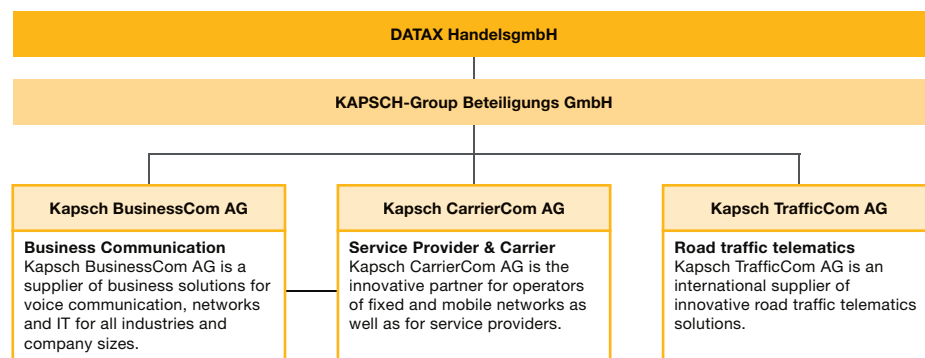 DATAX HandelsgmbH
KAPSCH-Group Beteiligungs GmbH
Kapsch BusinessCom AG
Business Communication
Kapsch BusinessCom AG is a
supplier of business solutions for
voice communication, networks
and IT for all industries and
company sizes.
Kapsch CarrierCom AG
Service Provider & Carrier
Kapsch CarrierCom AG is the
innovative partner for operators
of fixed and mobile networks as
well as for service providers.
Kapsch TrafficCom AG
Road traffic telematics
Kapsch TrafficCom AG is an
international supplier of
innovative road traffic telematics
solutions.